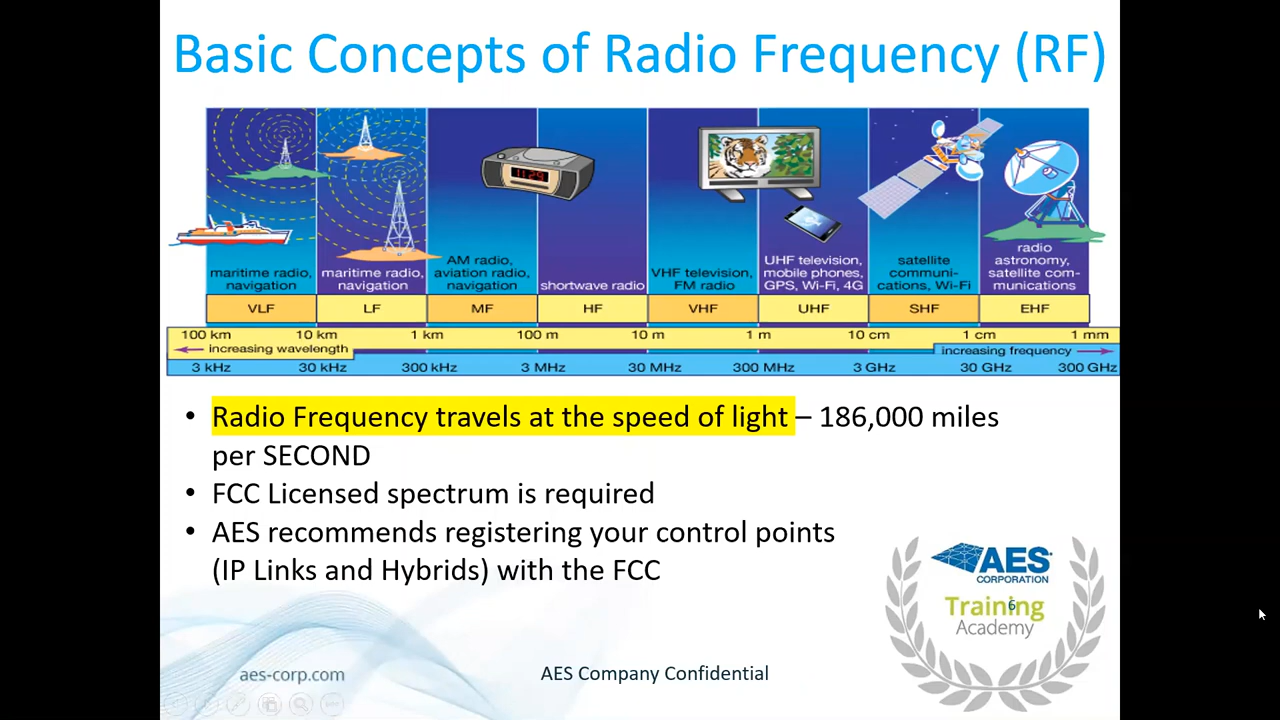 Basic Concepts of Radio Frequency (RF)
11:29
maritime radio,
navigation
maritime radio,
navigation
AM radio,
aviation radio,
navigation
shortwave radio
VHF television,
FM radio
UHF television,
mobile phones,
GPS, Wi-Fi, 4G
satellite
communi-
cations, Wi-Fi
radio
astronomy,
satellite com-
munications
VLF LF MF HF VHF UHF SHF EHF
100 km 10 km 1 km 100 m 10 m 1 m 10 cm 1 cm 1 mm
increasing wavelength increasing frequency
3 kHz 30 kHz 300 kHz 3 MHz 30 MHz 300 MHz 3 GHz 30 GHz 300 GHz
• Radio Frequency travels at the speed of light – 186,000 miles
per SECOND
• FCC Licensed spectrum is required
• AES recommends registering your control points
(IP Links and Hybrids) with the FCC
AES
CORPORATION
Training
6
Academy
aes-corp.com
AES Company Confidential